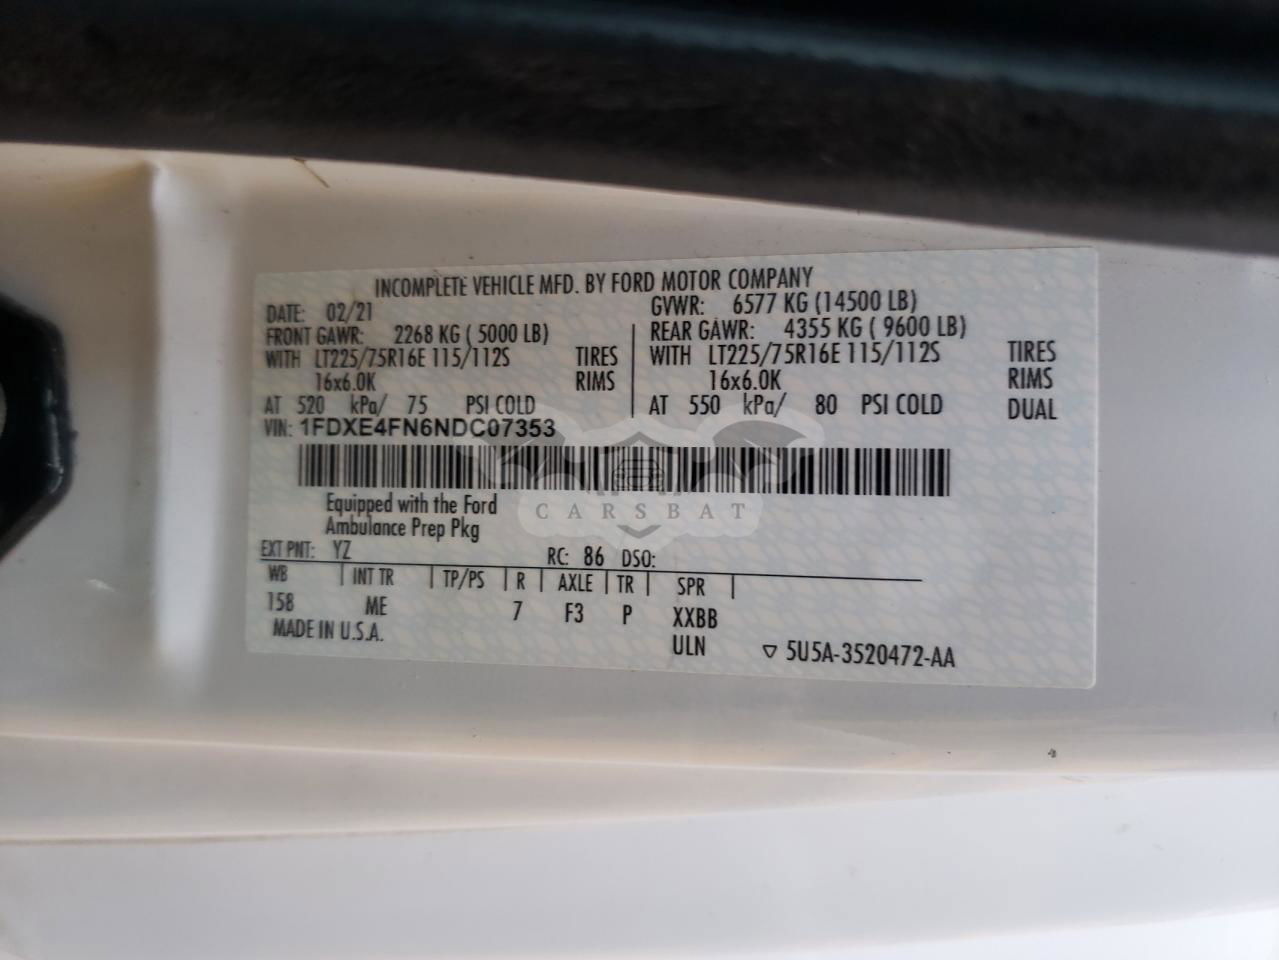 INCOMPLETE VEHICLE MFD. BY FORD MOTOR COMPANY
DATE: 02/21 GVWR: 6577 KG (14500 LB)
FRONT GAWR: 2268 KG ( 5000 LB) REAR GAWR: 4355 KG ( 9600 LB)
WITH LT225/75R16E 115/112S TIRES WITH LT225/75R16E 115/112S TIRES
16x6.0K RIMS 16x6.0K RIMS
AT 520 kPa/ 75 PSI COLD AT 550 kPa/ 80 PSI COLD DUAL
VIN: 1FDXE4FN6NDC07353
Equipped with the Ford
Ambulance Prep Pkg
CARSBAT
EXT PNT: YZ RC: 86 DSO:
WB INT TR TP/PS R AXLE TR SPR
158 ME 7 F3 P XXBB
MADE IN U.S.A. ULN ▽ 5U5A-3520472-AA